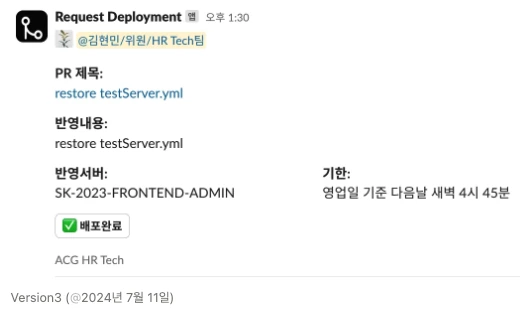 Request Deployment 앱 오후 1:30
@김현민/위원/HR Tech팀
PR 제목:
restore testServer.yml
반영내용:
restore testServer.yml
반영서버: 기한:
SK-2023-FRONTEND-ADMIN 영업일 기준 다음날 새벽 4시 45분
배포완료
ACG HR Tech
Version3 (@2024년 7월 11일)